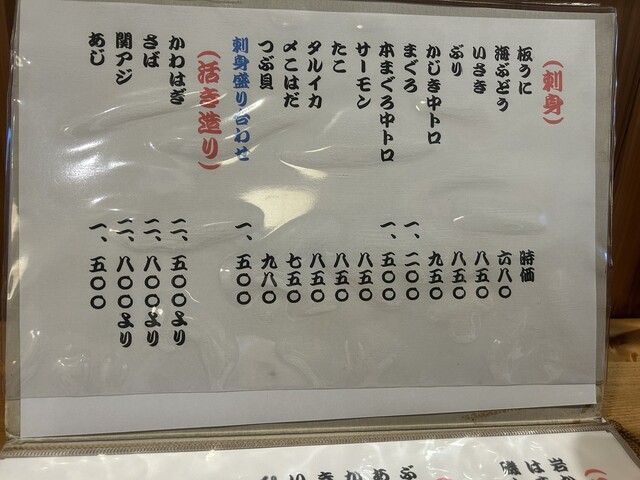 （刺身）
板うに 時価
海ぶどう 六八〇
いさき 八五〇
ぶり 八五〇
かじき中トロ 九五〇
まぐろ 一、二〇〇
本まぐろ中トロ 一、五〇〇
サーモン 八五〇
たこ 八五〇
タルイカ 八五〇
〆こはだ 七五〇
つぶ貝 九八〇
刺身盛り合わせ 一、五〇〇
（活き造り）
かわはぎ 二、五〇〇より
さば 二、八〇〇より
関アジ 二、八〇〇より
あじ 一、五〇〇